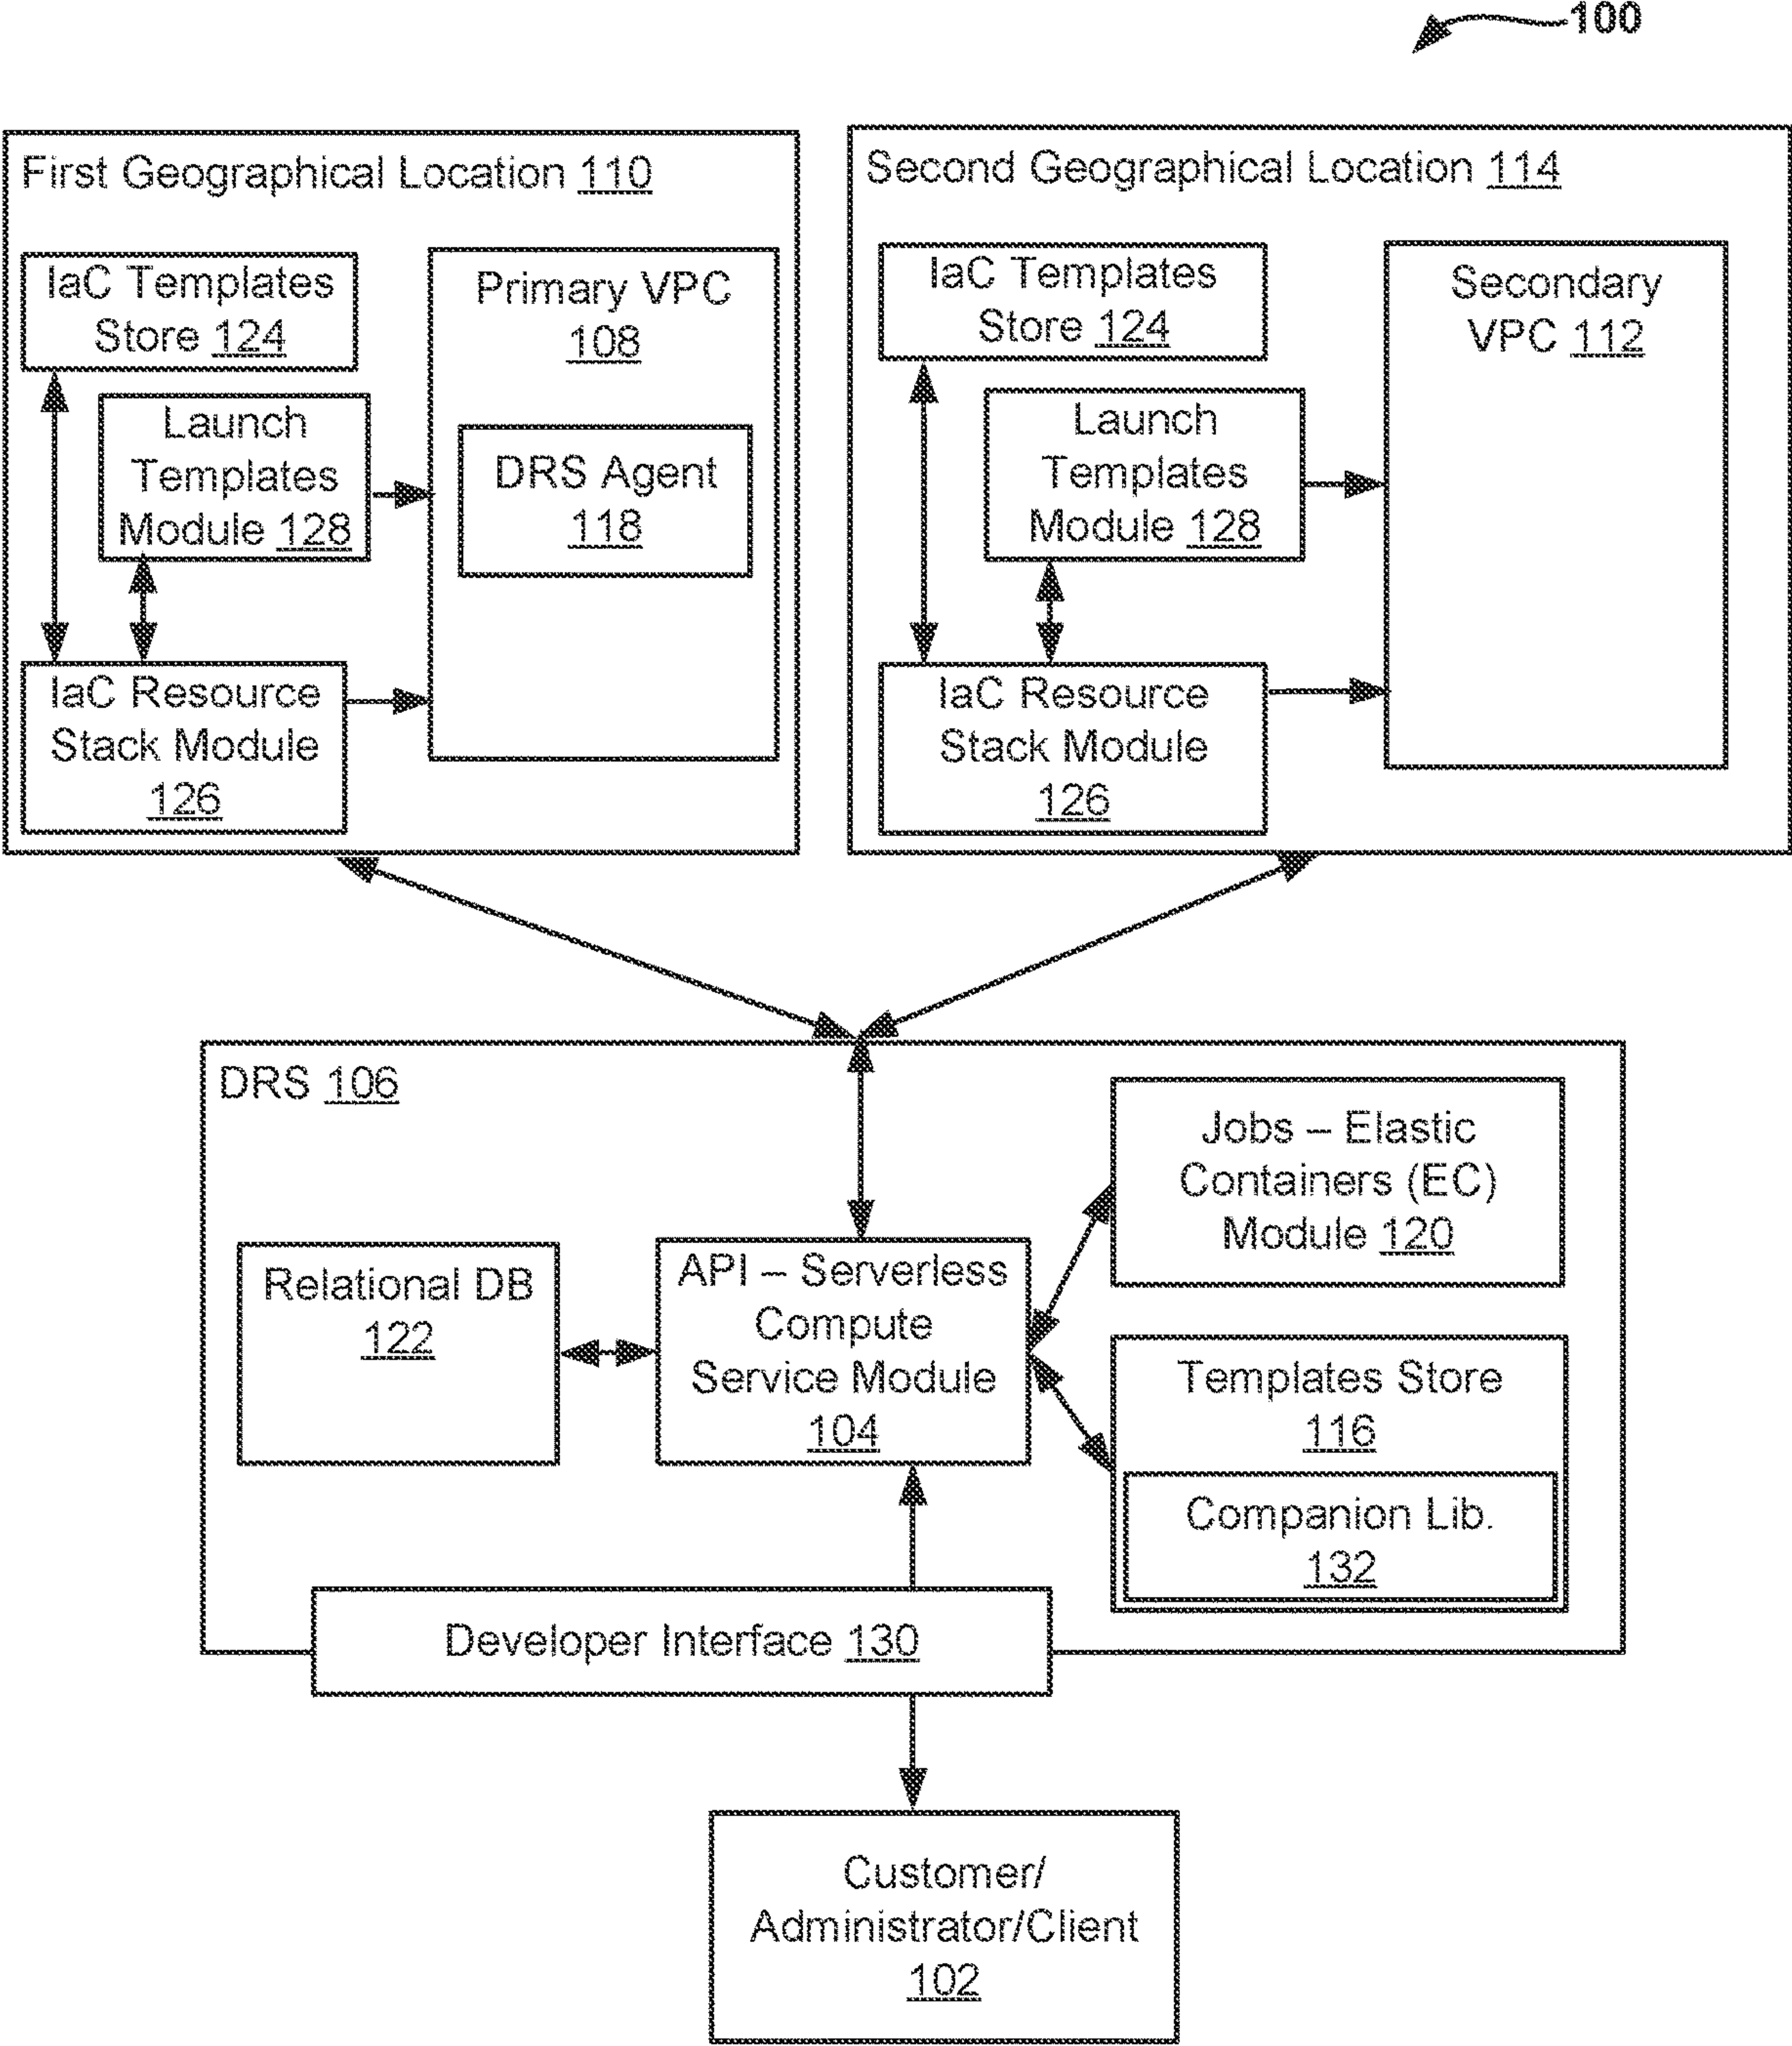 100
First Geographical Location 110
IaC Templates
Store 124
Launch
Templates
Module 128
IaC Resource
Stack Module
126
Primary VPC
108
DRS Agent
118
Second Geographical Location 114
IaC Templates
Store 124
Launch
Templates
Module 128
IaC Resource
Stack Module
126
Secondary
VPC 112
DRS 106
Relational DB
122
API – Serverless
Compute
Service Module
104
Jobs – Elastic
Containers (EC)
Module 120
Templates Store
116
Companion Lib.
132
Developer Interface 130
Customer/
Administrator/Client
102